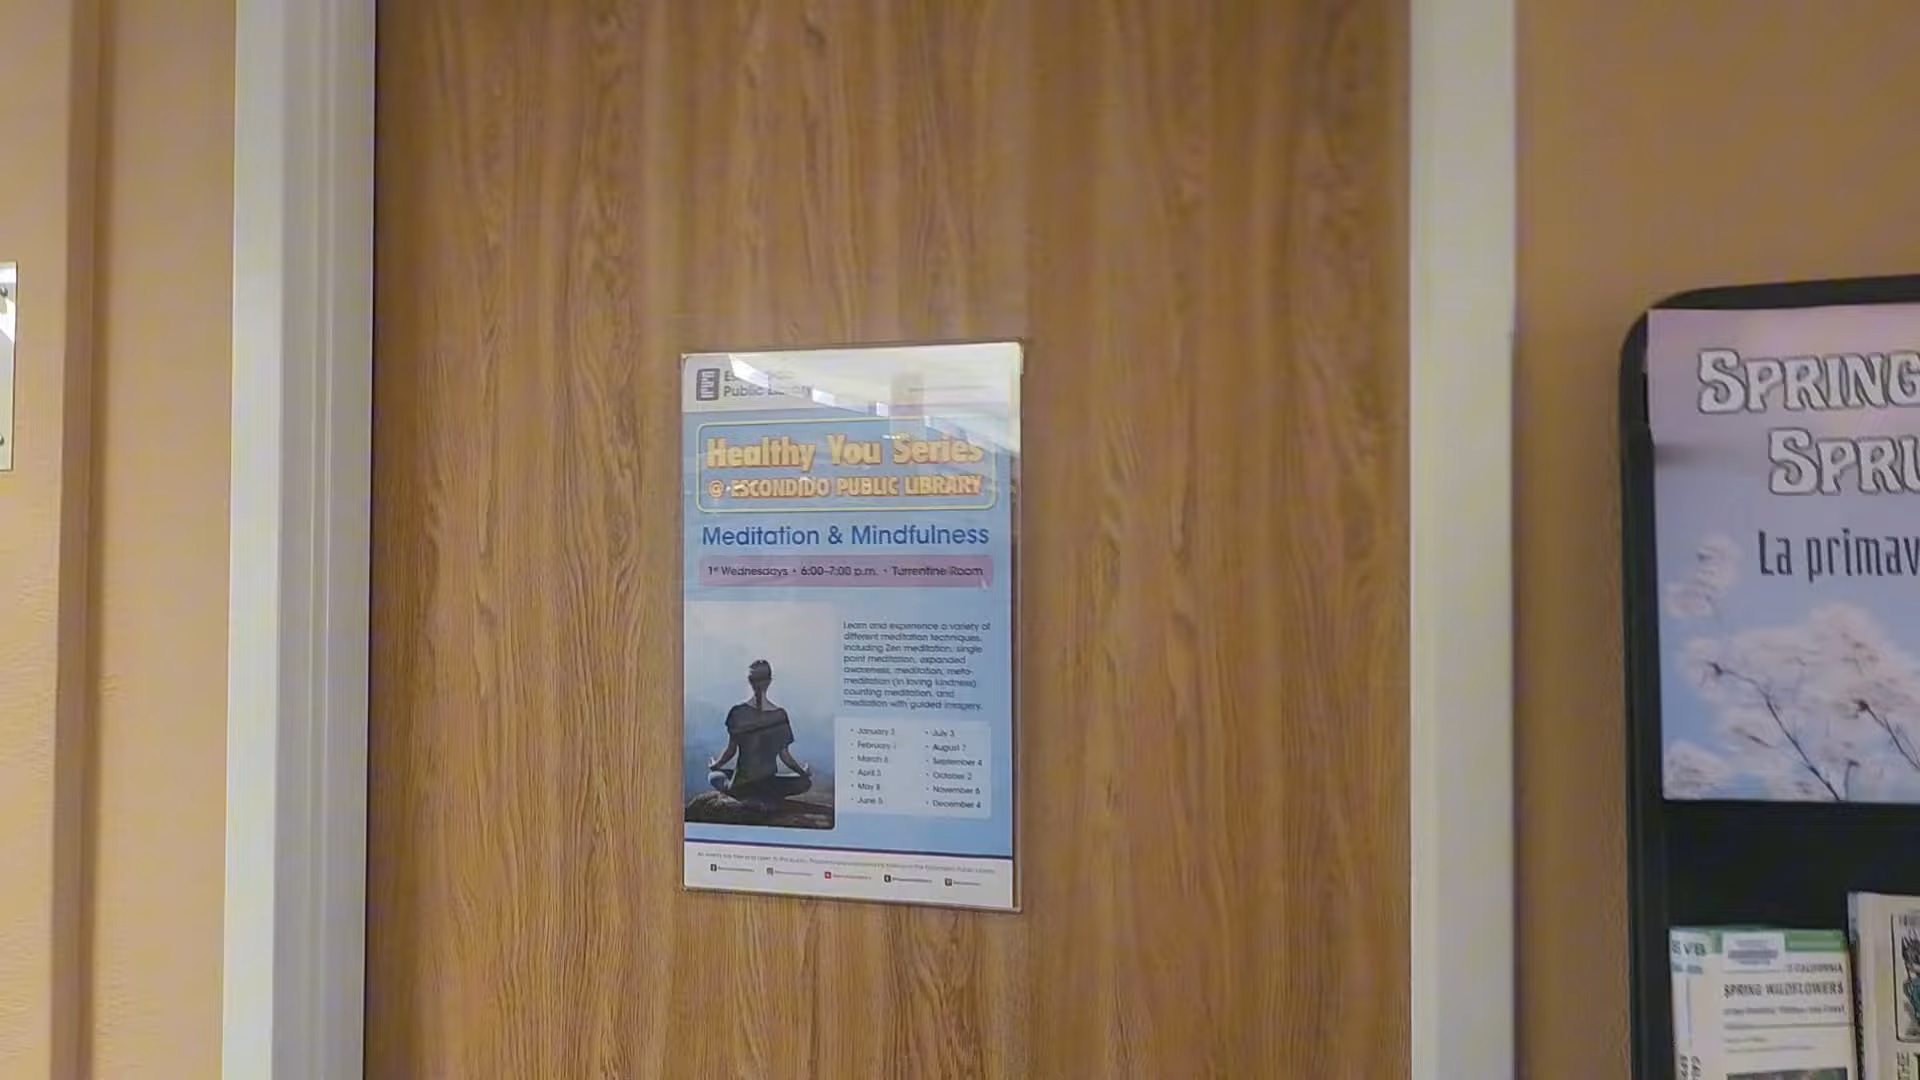 Public Library
Healthy You Series
@ ESCONDIDO PUBLIC LIBRARY
Meditation & Mindfulness
1st Wednesdays • 6:00–7:00 p.m. • Turrentine Room
Learn and experience a variety of
different meditation techniques,
including Zen meditation, single
point meditation, expanded
awareness, meditation, meta-
meditation (in loving kindness)
counting meditation, and
mediation with guided imagery.
• January 3
• February
• March 6
• April 3
• May 8
• June 5
• July 3
• August 7
• September 4
• October 2
• November 6
• December 4
SPRING
SPRU
La primav
CALIFORNIA
SPRING WILDFLOWERS